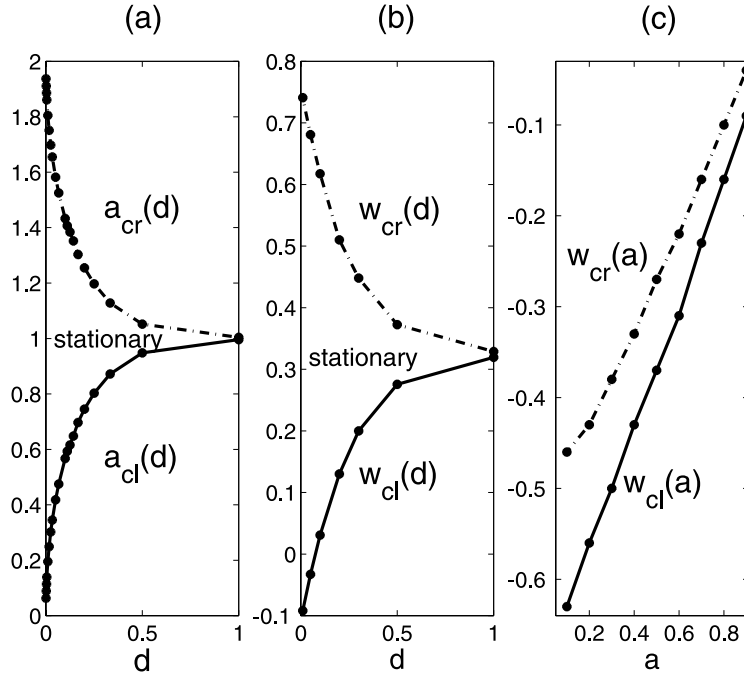 (a)
2
1.8
1.6
1.4
1.2
1
0.8
0.6
0.4
0.2
0
a_cr(d)
stationary
a_cl(d)
0
0.5
1
d
(b)
0.8
0.7
0.6
0.5
0.4
0.3
0.2
0.1
0
-0.1
w_cr(d)
stationary
w_cl(d)
0
0.5
1
d
(c)
-0.1
-0.2
-0.3
-0.4
-0.5
-0.6
w_cr(a)
w_cl(a)
0.2
0.4
0.6
0.8
a